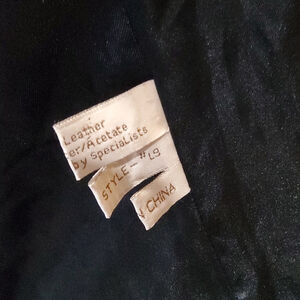 Leather
er/Acetate
by Specialists
STYLE-#L9
N CHINA